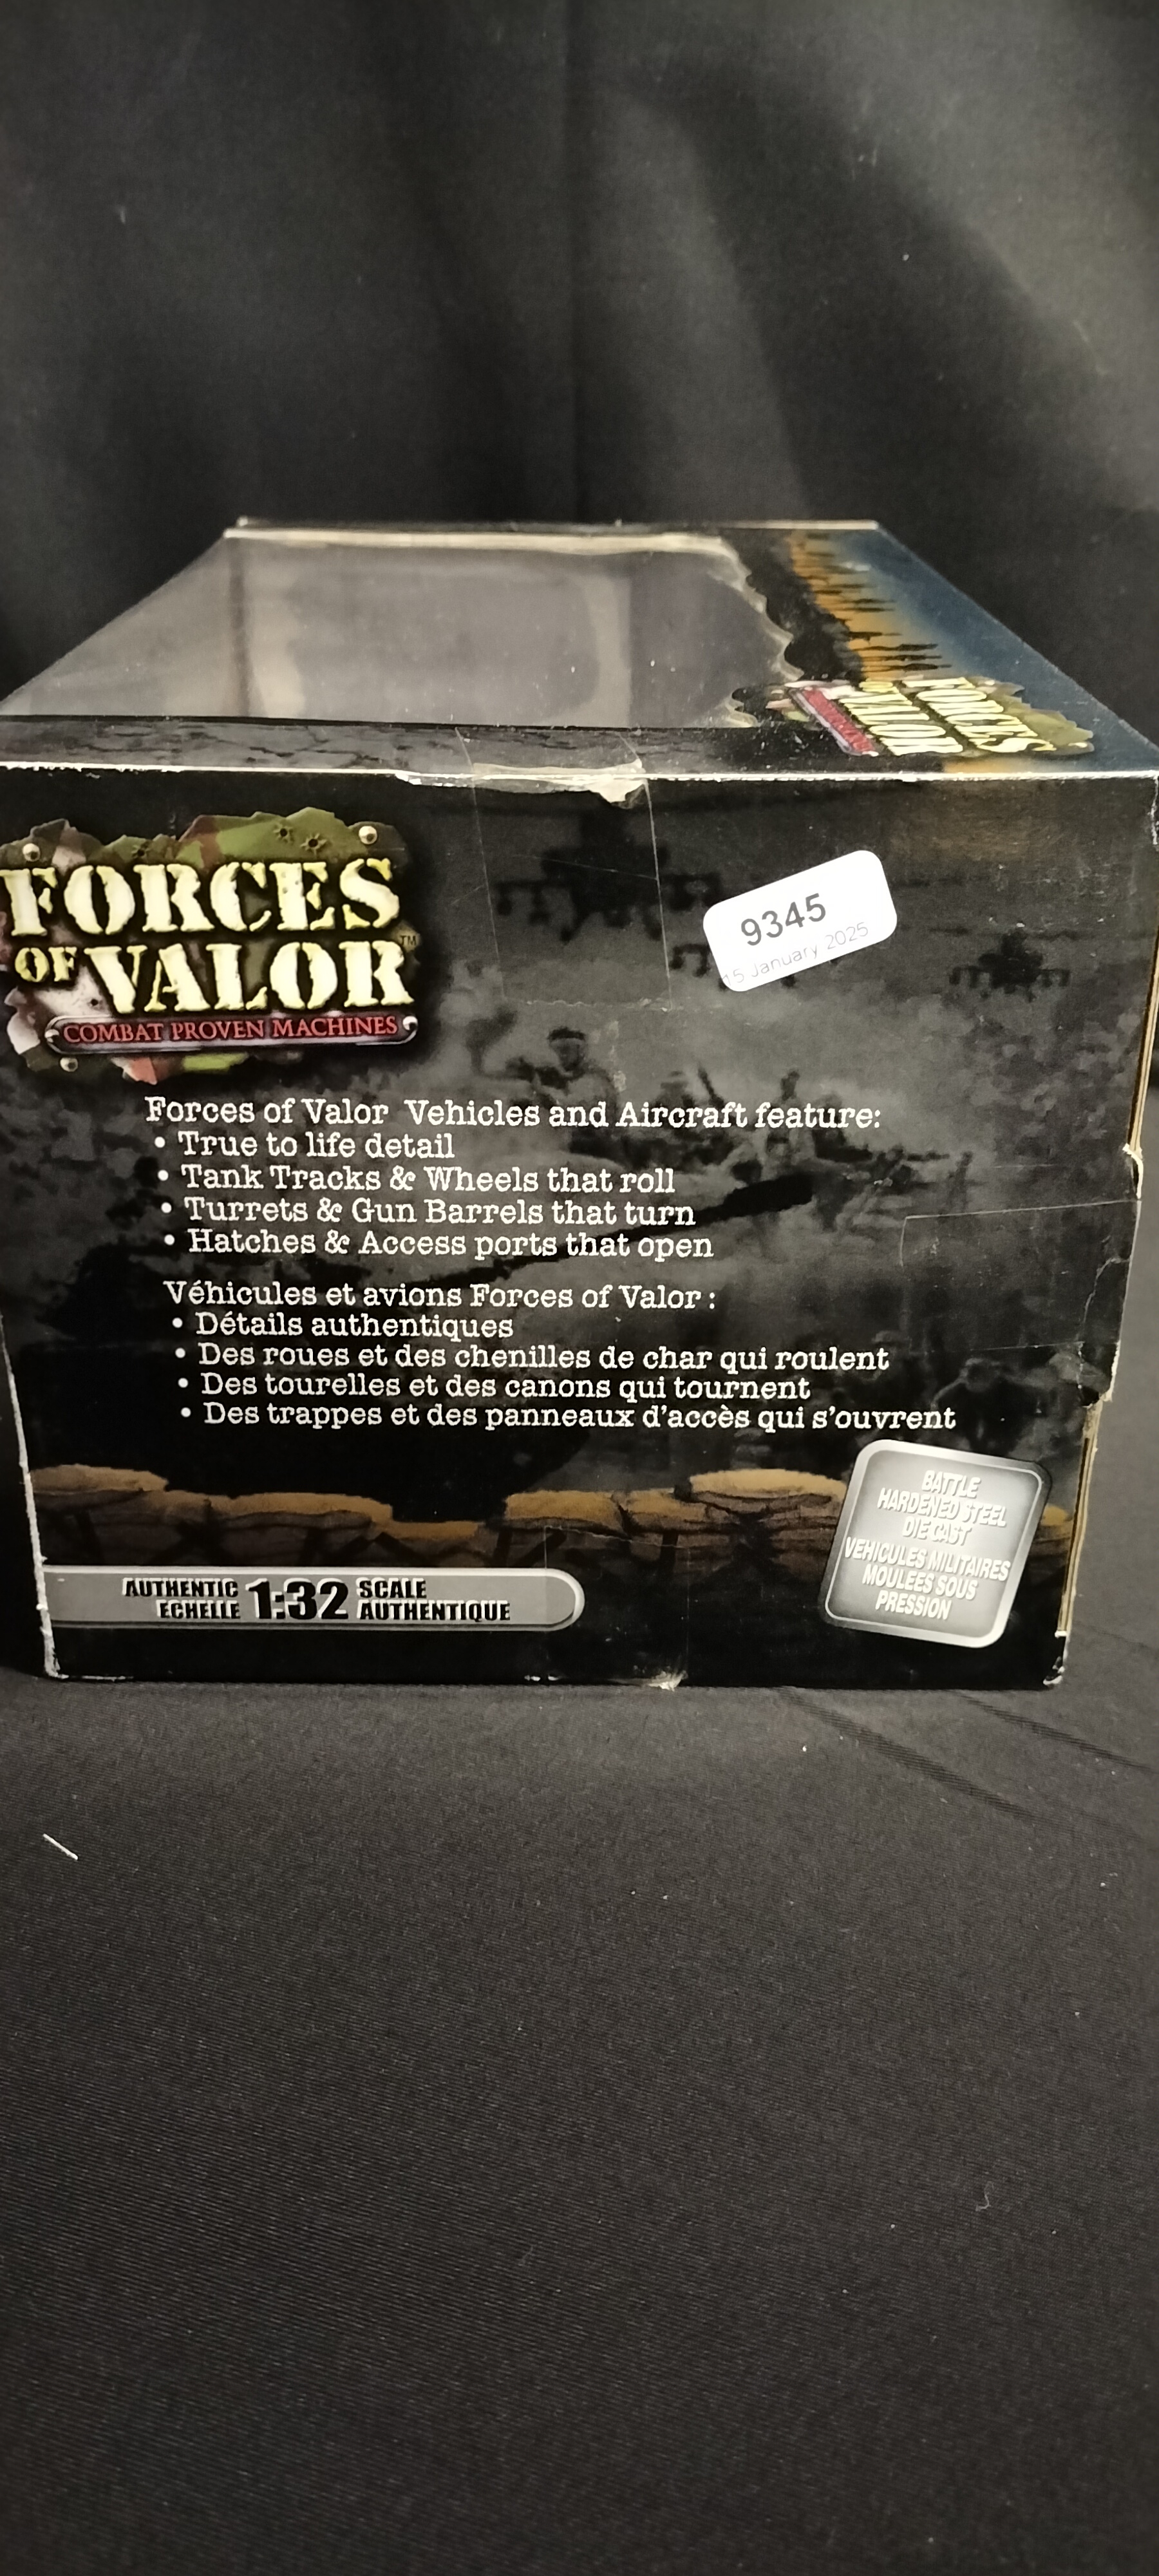 FORCES
OF VALOR
FORCES
OF VALOR™
COMBAT PROVEN MACHINES
9345
15 January 2025
Forces of Valor Vehicles and Aircraft feature:
• True to life detail
• Tank Tracks & Wheels that roll
• Turrets & Gun Barrels that turn
• Hatches & Access ports that open
Véhicules et avions Forces of Valor :
• Détails authentiques
• Des roues et des chenilles de char qui roulent
• Des tourelles et des canons qui tournent
• Des trappes et des panneaux d'accès qui s'ouvrent
BATTLE
HARDENED STEEL
DIE CAST
VEHICULES MILITAIRES
MOULEES SOUS
PRESSION
AUTHENTIC 1:32 SCALE
ECHELLE AUTHENTIQUE